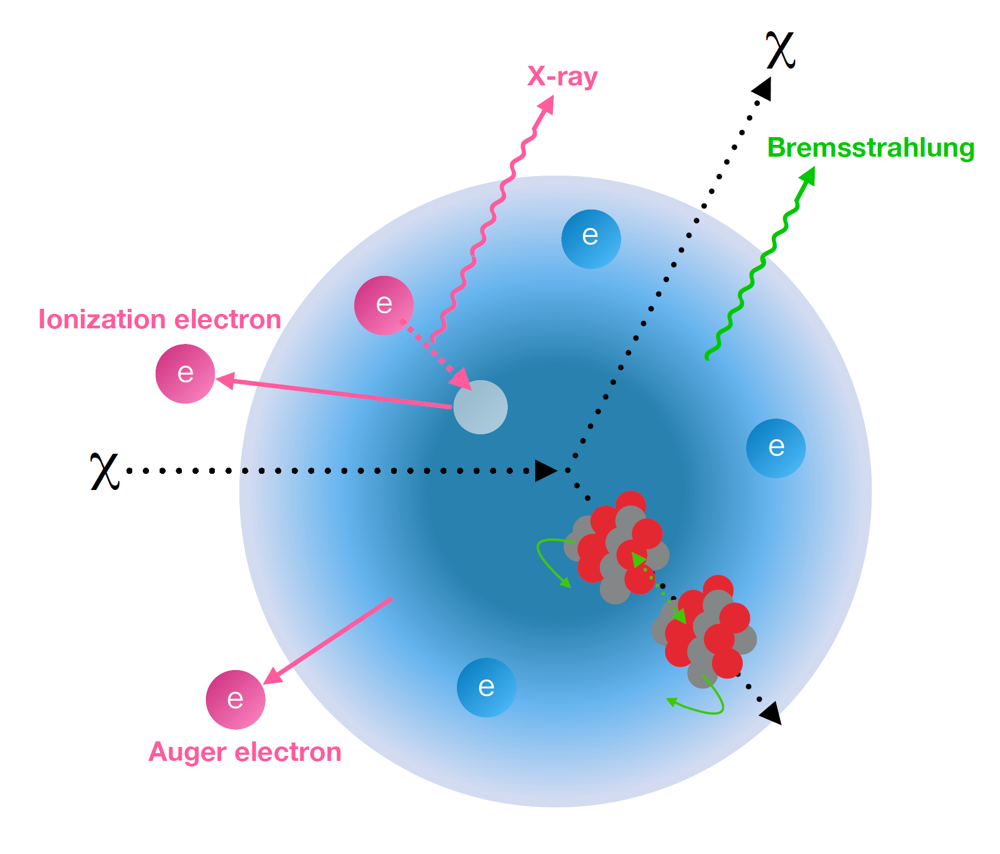 χ
X-ray
Bremsstrahlung
e
e
Ionization electron
e
e
χ
e
e
Auger electron